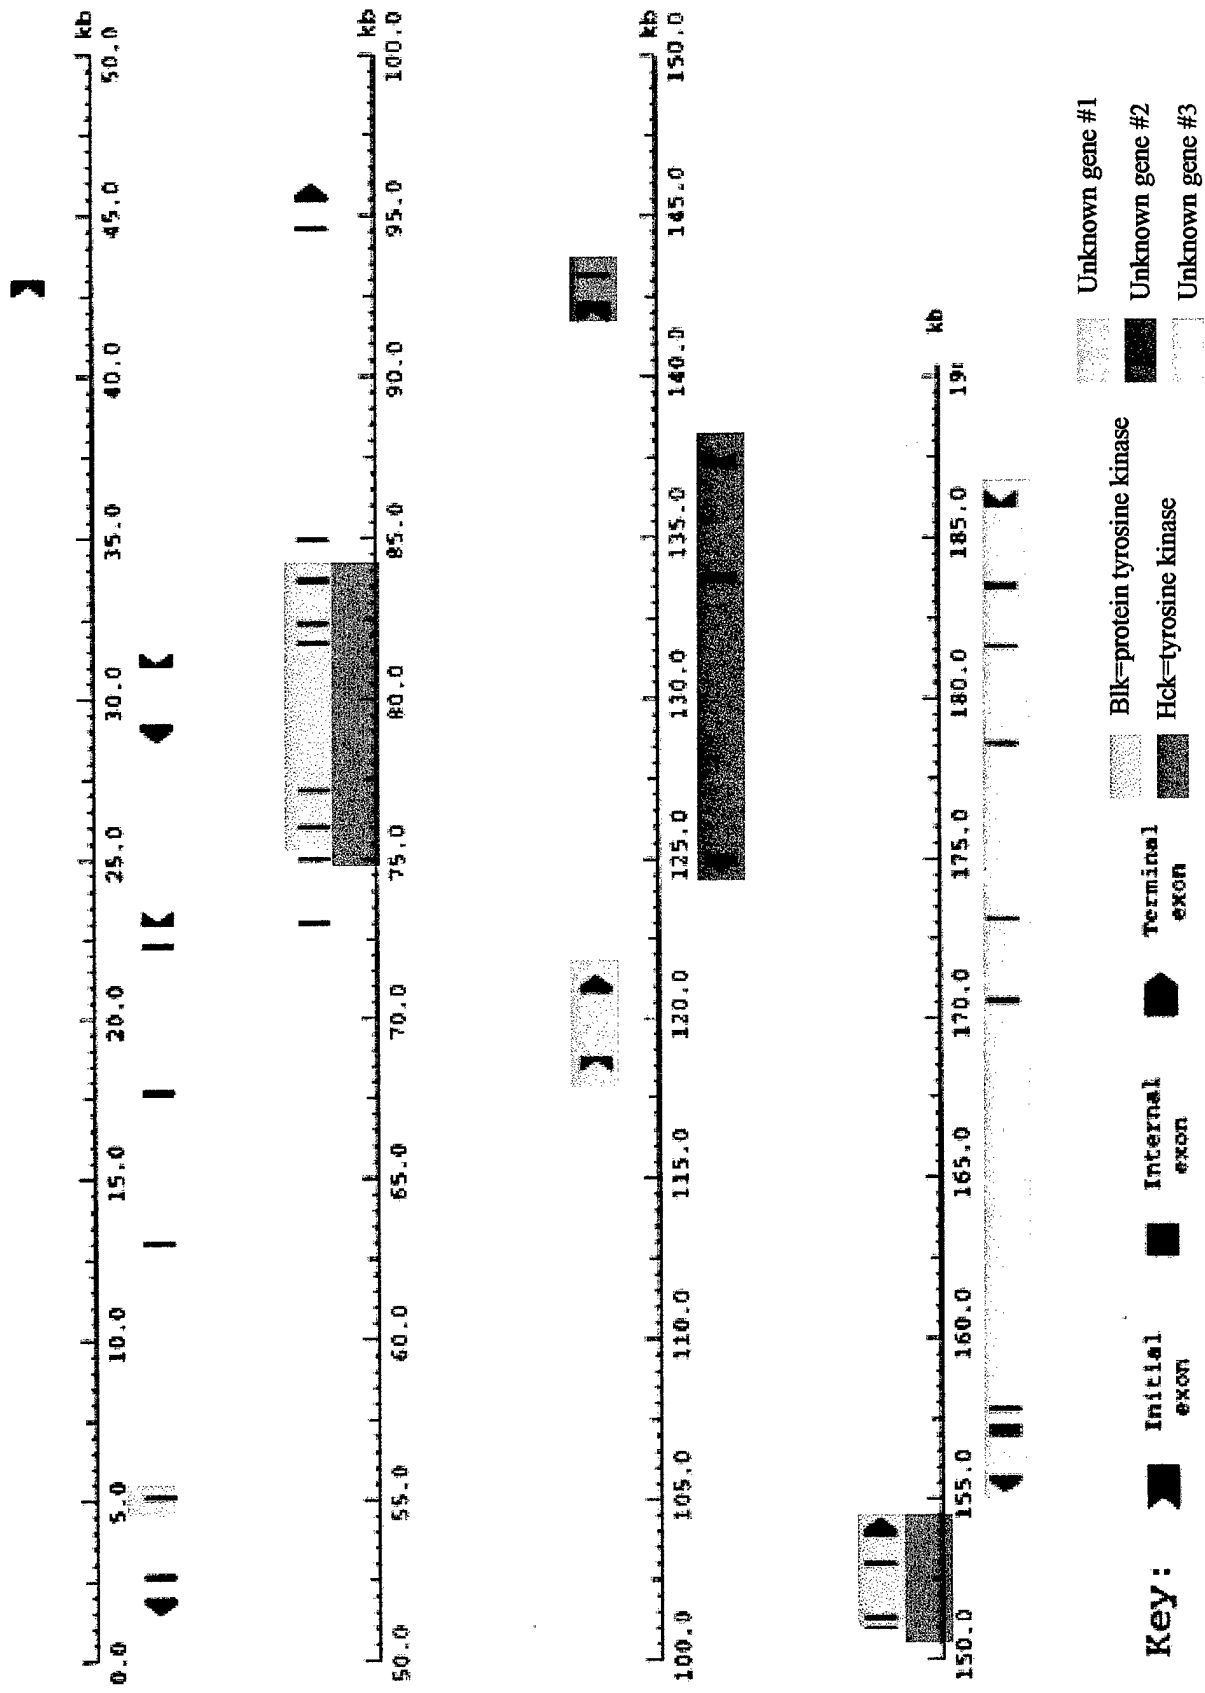 0.0 5.0 10.0 15.0 20.0 25.0 30.0 35.0 40.0 45.0 50.0
kb
50.0 55.0 60.0 65.0 70.0 75.0 80.0 85.0 90.0 95.0 100.0
kb
100.0 105.0 110.0 115.0 120.0 125.0 130.0 135.0 140.0 145.0 150.0
kb
150.0 155.0 160.0 165.0 170.0 175.0 180.0 185.0
kb
Key:
Initial
exon
Internal
exon
Terminal
exon
Blk=protein tyrosine kinase
Hck=tyrosine kinase
Unknown gene #1
Unknown gene #2
Unknown gene #3